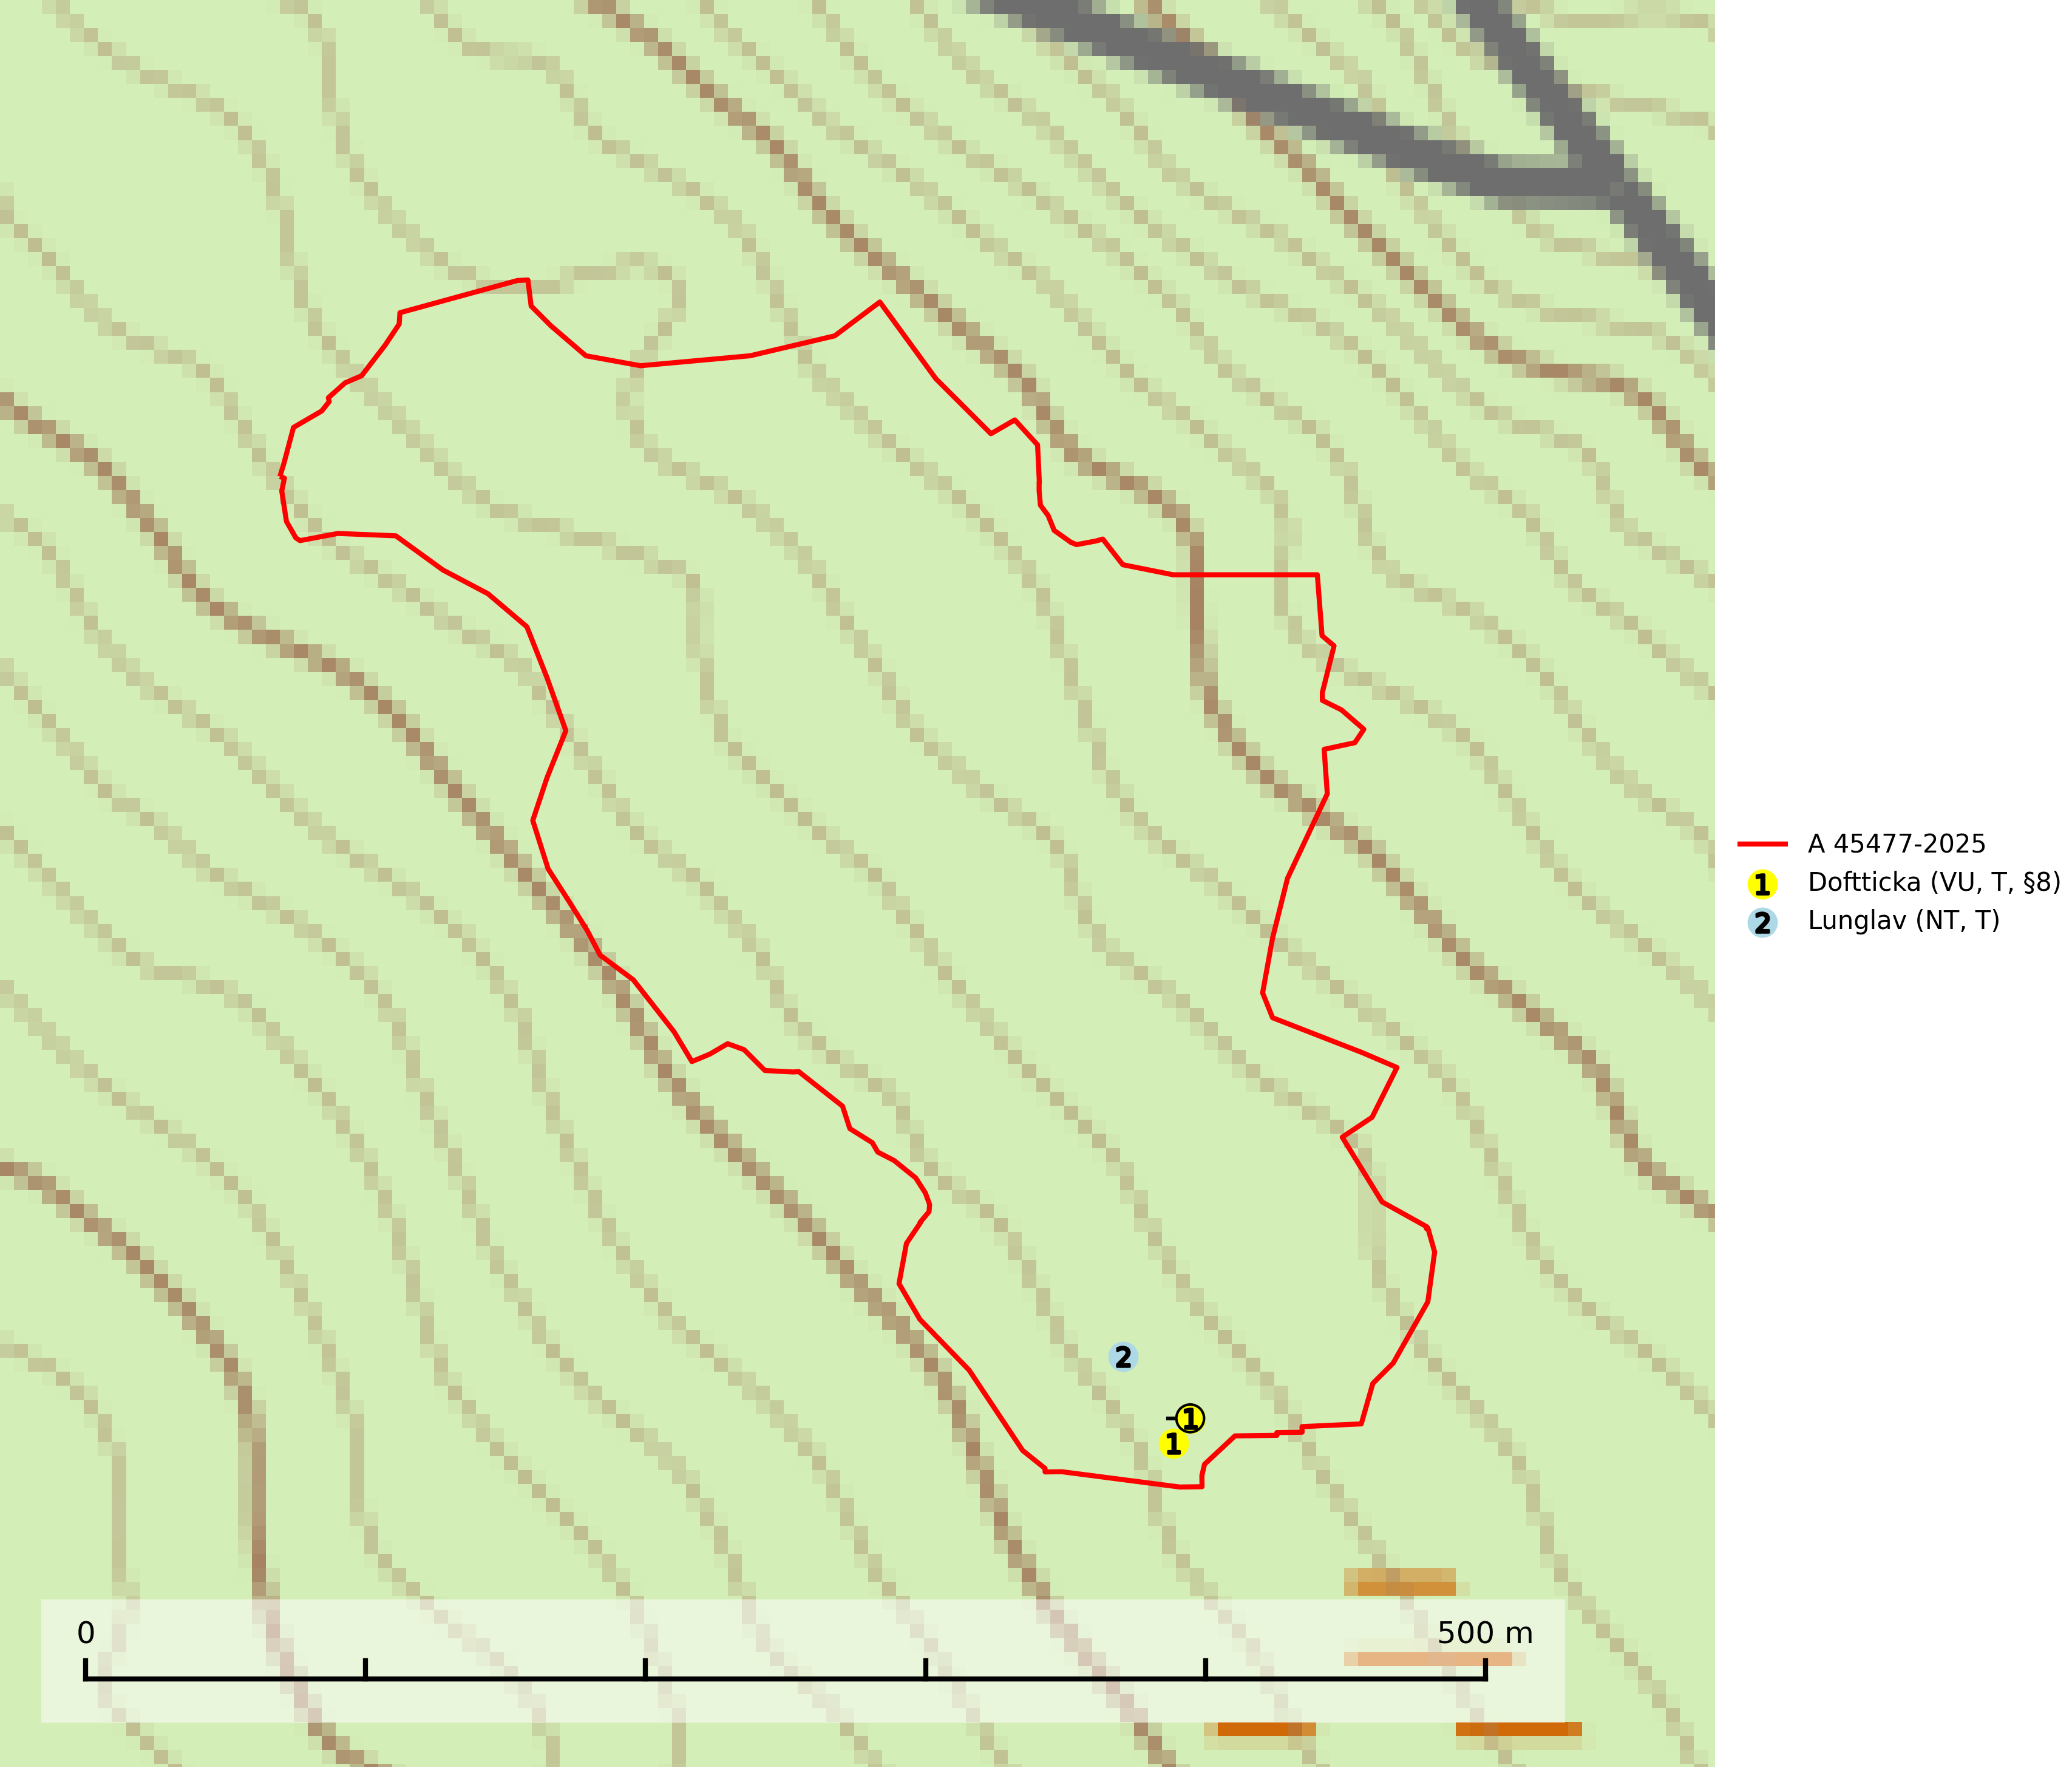 A 45477-2025
1 Doftticka (VU, T, §8)
2 Lunglav (NT, T)
2
1
1
0 500 m